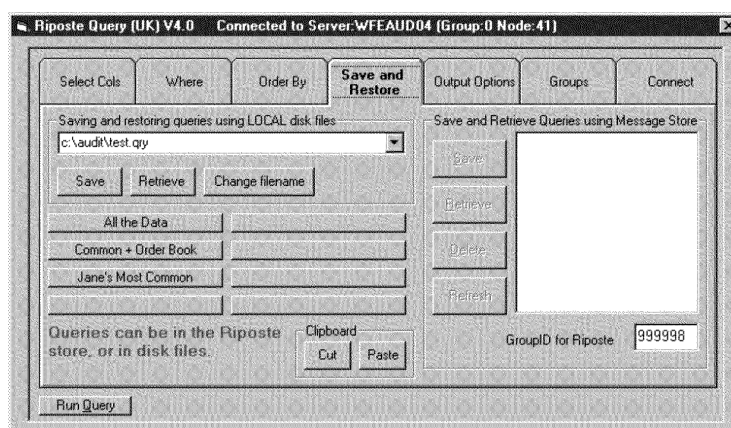 Riposte Query (UK) V4.0 Connected to Server:WFEAUD04 (Group:0 Node:41)
Select Cols Where Order By Save and Restore Output Options Groups Connect
Saving and restoring queries using LOCAL disk files
c:\audit\test.qry
Save Retrieve Change filename
All the Data
Common + Order Book
Jane's Most Common
Queries can be in the Riposte
store, or in disk files.
Clipboard
Cut Paste
Save and Retrieve Queries using Message Store
Save
Retrieve
Delete
Refresh
GroupID for Riposte 999998
Run Query